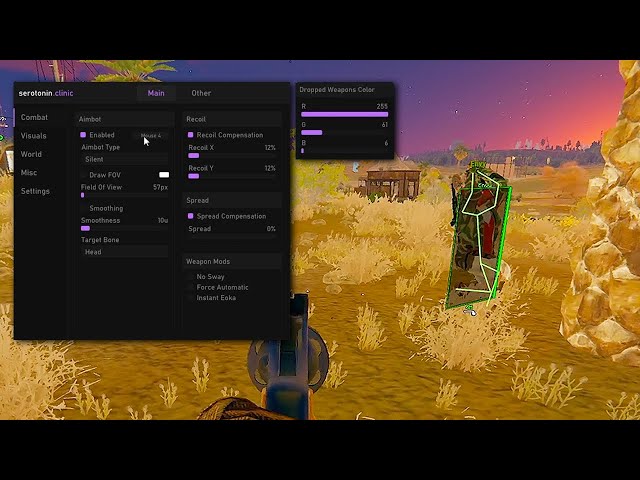 serotonin.clinic
Main
Other
Combat
Visuals
World
Misc
Settings
Aimbot
Enabled
Mouse 4
Aimbot Type
Silent
Draw FOV
Field Of View 57px
Smoothing
Smoothness 10u
Target Bone
Head
Recoil
Recoil Compensation
Recoil X 12%
Recoil Y 12%
Spread
Spread Compensation
Spread 0%
Weapon Mods
No Sway
Force Automatic
Instant Eoka
Dropped Weapons Color
R 255
G 61
B 6